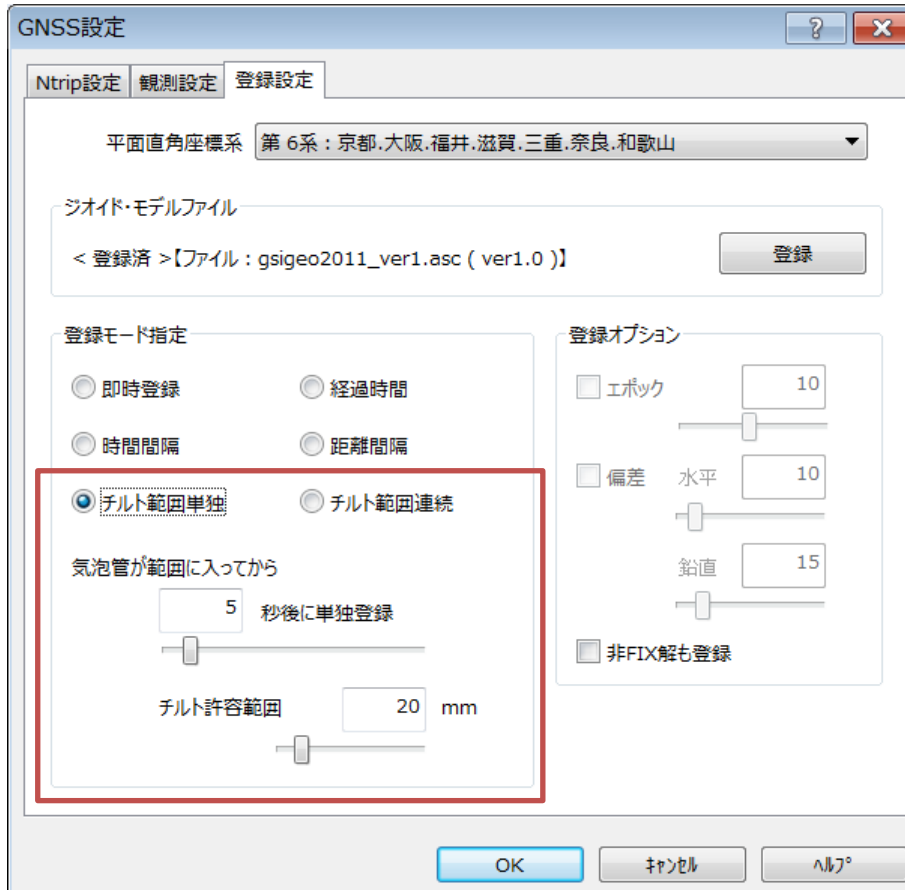 GNSS設定
Ntrip設定 観測設定 登録設定
平面直角座標系 第 6系 : 京都.大阪.福井.滋賀.三重.奈良.和歌山
ジオイド・モデルファイル
< 登録済 >【ファイル : gsigeo2011_ver1.asc ( ver1.0 )】 登録
登録モード指定
即時登録 経過時間
時間間隔 距離間隔
チルト範囲単独 チルト範囲連続
気泡管が範囲に入ってから
5 秒後に単独登録
チルト許容範囲 20 mm
登録オプション
エポック 10
偏差 水平 10
鉛直 15
非FIX解も登録
OK ｷｬﾝｾﾙ ﾍﾙﾌﾟ